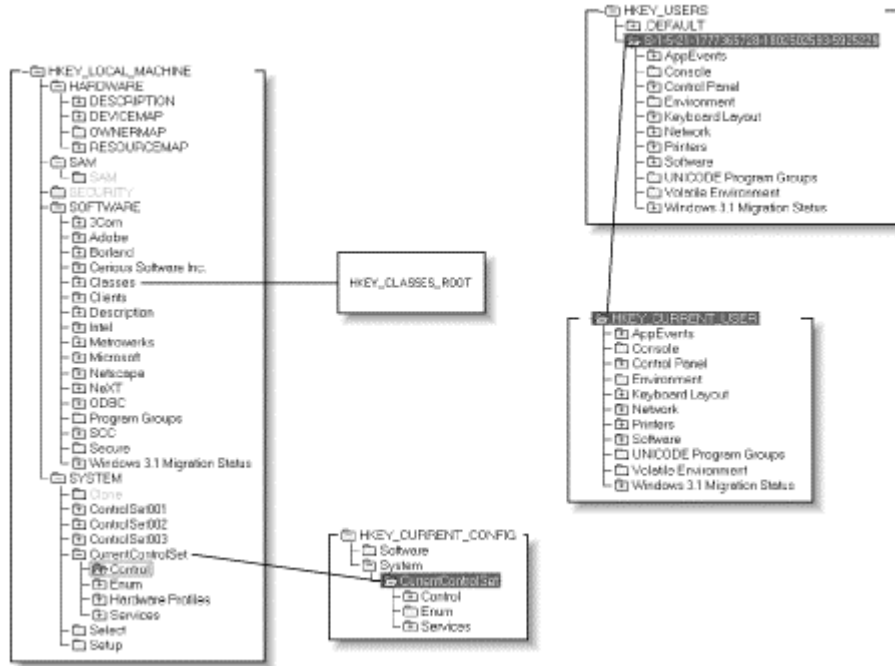 HKEY_LOCAL_MACHINE
HARDWARE
DESCRIPTION
DEVICEMAP
OWNERMAP
RESOURCEMAP
SAM
SAM
SECURITY
SOFTWARE
3Com
Adobe
Borland
Cerious Software Inc.
Classes
Clients
Description
Intel
Metrowerks
Microsoft
Netscape
NeXT
ODBC
Program Groups
SCC
Secure
Windows 3.1 Migration Status
SYSTEM
Clone
ControlSet001
ControlSet002
ControlSet003
CurrentControlSet
Control
Enum
Hardware Profiles
Services
Select
Setup
HKEY_CLASSES_ROOT
HKEY_CURRENT_CONFIG
Software
System
CurrentControlSet
Control
Enum
Services
HKEY_USERS
.DEFAULT
AppEvents
Console
Control Panel
Environment
Keyboard Layout
Network
Printers
Software
UNICODE Program Groups
Volatile Environment
Windows 3.1 Migration Status
HKEY_CURRENT_USER
AppEvents
Console
Control Panel
Environment
Keyboard Layout
Network
Printers
Software
UNICODE Program Groups
Volatile Environment
Windows 3.1 Migration Status